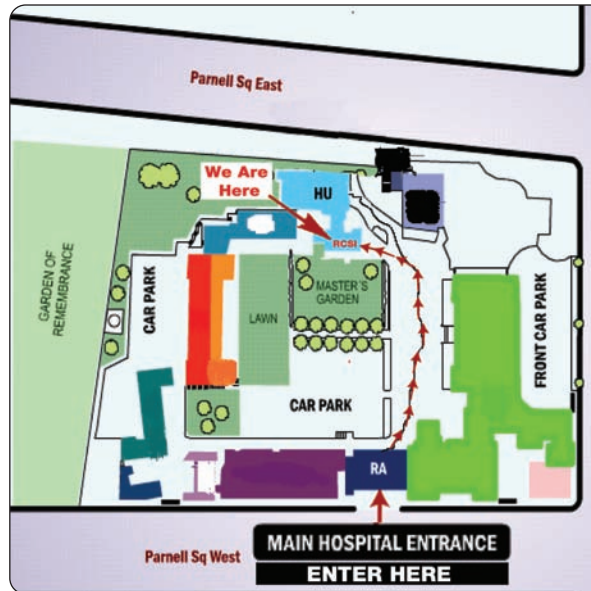 Parnell Sq East
We Are
Here
HU
RCSI
GARDEN OF
REMEMBRANCE
CAR PARK
LAWN
MASTER'S
GARDEN
FRONT CAR PARK
CAR PARK
RA
Parnell Sq West
MAIN HOSPITAL ENTRANCE
ENTER HERE